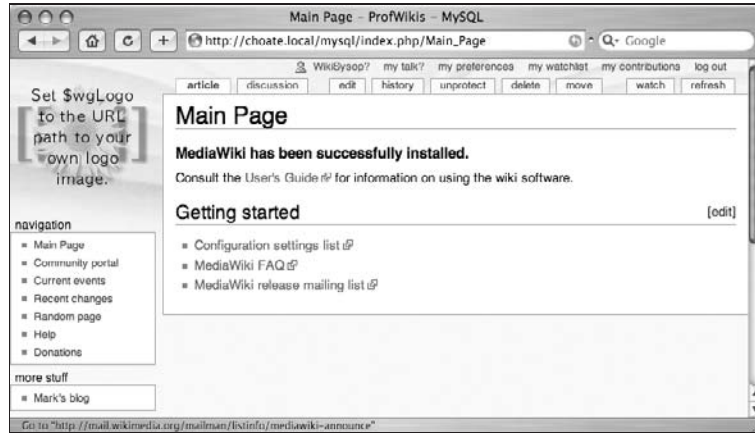 Main Page – ProfWikis – MySQL
http://choate.local/mysql/index.php/Main_Page
Google
WikiSysop? my talk? my preferences my watchlist my contributions log out
article discussion edit history unprotect delete move watch refresh
Set $wgLogo
to the URL
path to your
own logo
image.
Main Page
MediaWiki has been successfully installed.
Consult the User's Guide for information on using the wiki software.
Getting started [edit]
Configuration settings list
MediaWiki FAQ
MediaWiki release mailing list
navigation
Main Page
Community portal
Current events
Recent changes
Random page
Help
Donations
more stuff
Mark's blog
Go to "http://mail.wikimedia.org/mailman/listinfo/mediawiki-announce"